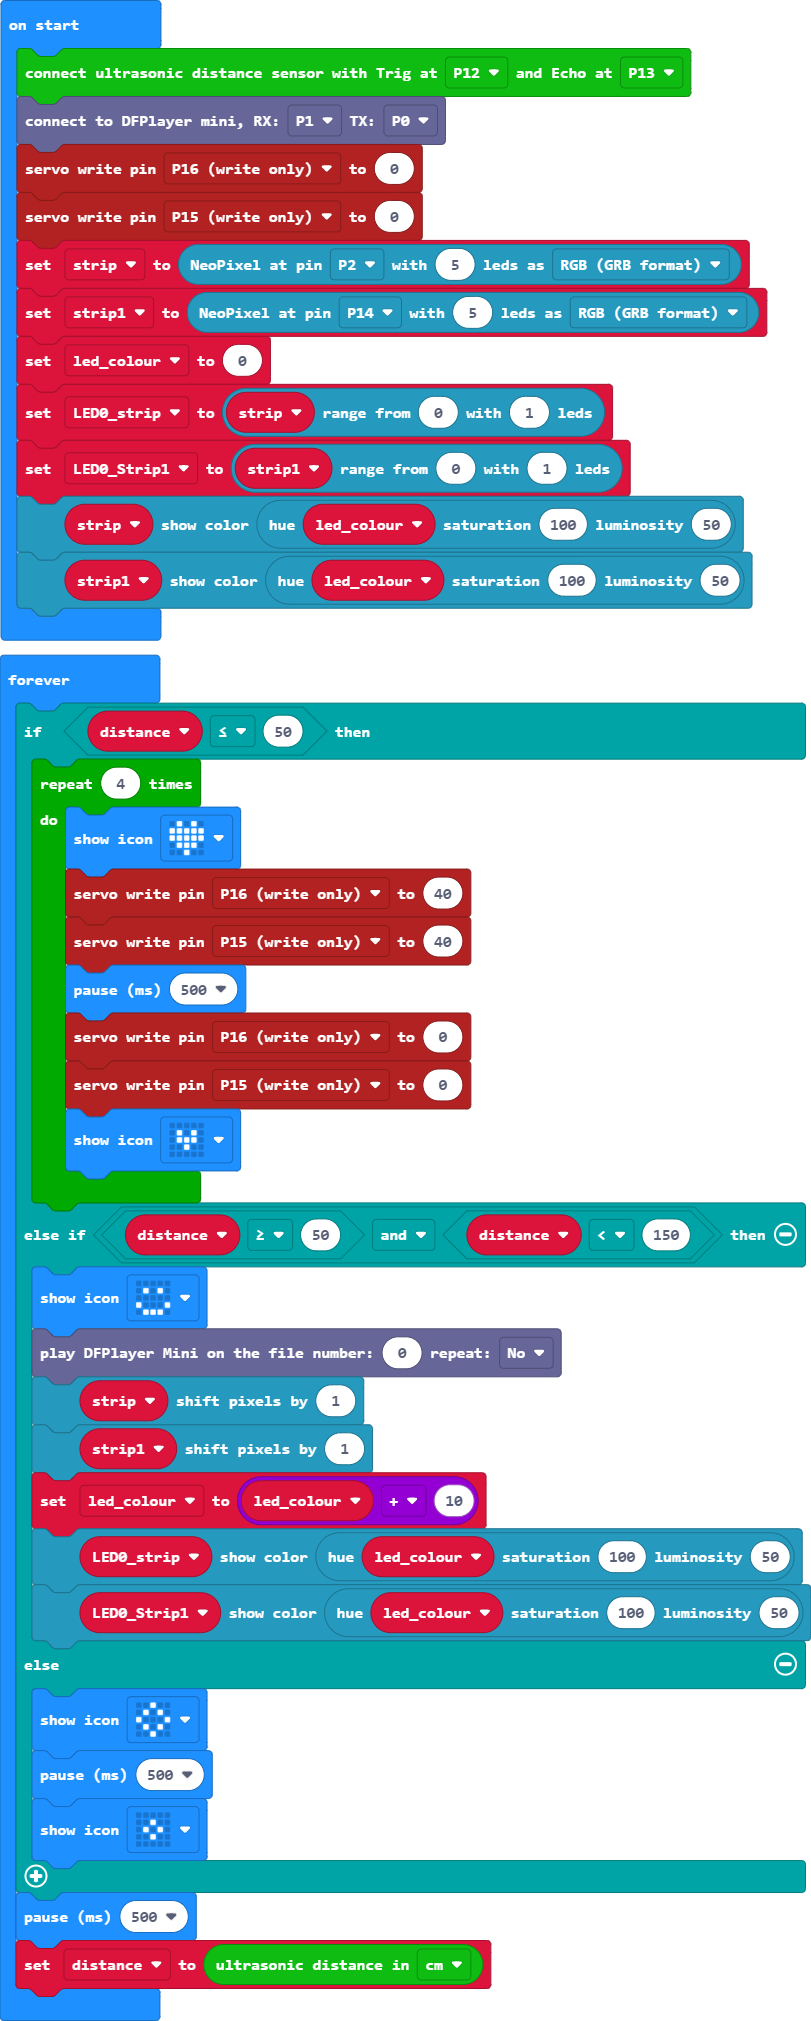 on start
connect ultrasonic distance sensor with Trig at P12 and Echo at P13
connect to DFPlayer mini, RX: P1 TX: P0
servo write pin P16 (write only) to 0
servo write pin P15 (write only) to 0
set strip to NeoPixel at pin P2 with 5 leds as RGB (GRB format)
set strip1 to NeoPixel at pin P14 with 5 leds as RGB (GRB format)
set led_colour to 0
set LED0_strip to strip range from 0 with 1 leds
set LED0_Strip1 to strip1 range from 0 with 1 leds
strip show color hue led_colour saturation 100 luminosity 50
strip1 show color hue led_colour saturation 100 luminosity 50
forever
if distance ≤ 50 then
repeat 4 times
do
show icon
servo write pin P16 (write only) to 40
servo write pin P15 (write only) to 40
pause (ms) 500
servo write pin P16 (write only) to 0
servo write pin P15 (write only) to 0
show icon
else if distance ≥ 50 and distance < 150 then
show icon
play DFPlayer Mini on the file number: 0 repeat: No
strip shift pixels by 1
strip1 shift pixels by 1
set led_colour to led_colour + 10
LED0_strip show color hue led_colour saturation 100 luminosity 50
LED0_Strip1 show color hue led_colour saturation 100 luminosity 50
else
show icon
pause (ms) 500
show icon
pause (ms) 500
set distance to ultrasonic distance in cm